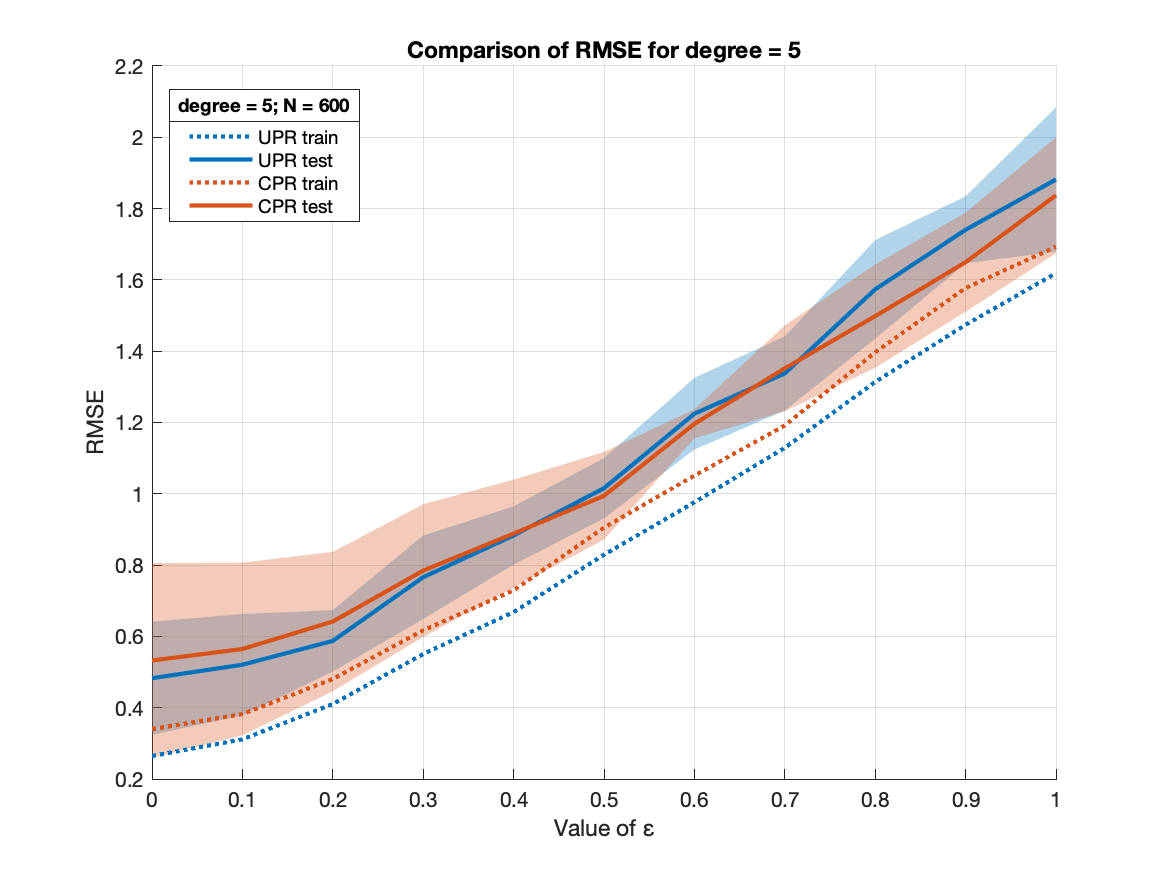 Comparison of RMSE for degree = 5
2.2
2
1.8
1.6
1.4
1.2
1
0.8
0.6
0.4
0.2
RMSE
degree = 5; N = 600
UPR train
UPR test
CPR train
CPR test
0 0.1 0.2 0.3 0.4 0.5 0.6 0.7 0.8 0.9 1
Value of ε